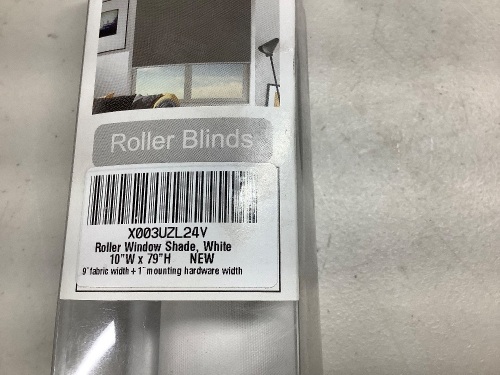 Roller Blinds
X003UZL24V
Roller Window Shade, White
10"W x 79"H NEW
9" fabric width + 1" mounting hardware width